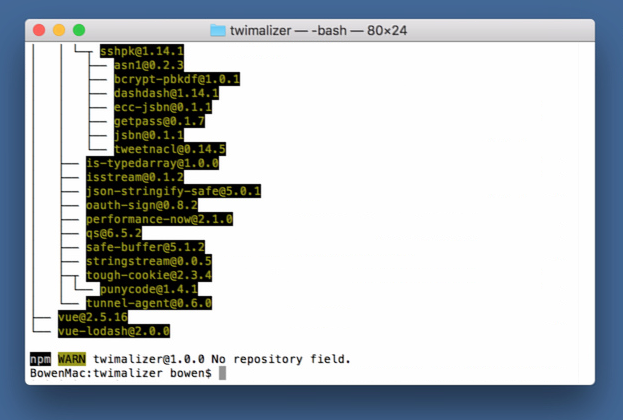 twimalizer — -bash — 80×24
sshpk@1.14.1
asn1@0.2.3
bcrypt-pbkdf@1.0.1
dashdash@1.14.1
ecc-jsbn@0.1.1
getpass@0.1.7
jsbn@0.1.1
tweetnacl@0.14.5
is-typedarray@1.0.0
isstream@0.1.2
json-stringify-safe@5.0.1
oauth-sign@0.8.2
performance-now@2.1.0
qs@6.5.2
safe-buffer@5.1.2
stringstream@0.0.5
tough-cookie@2.3.4
punycode@1.4.1
tunnel-agent@0.6.0
vue@2.5.16
vue-lodash@2.0.0
npm WARN twimalizer@1.0.0 No repository field.
BowenMac:twimalizer bowen$